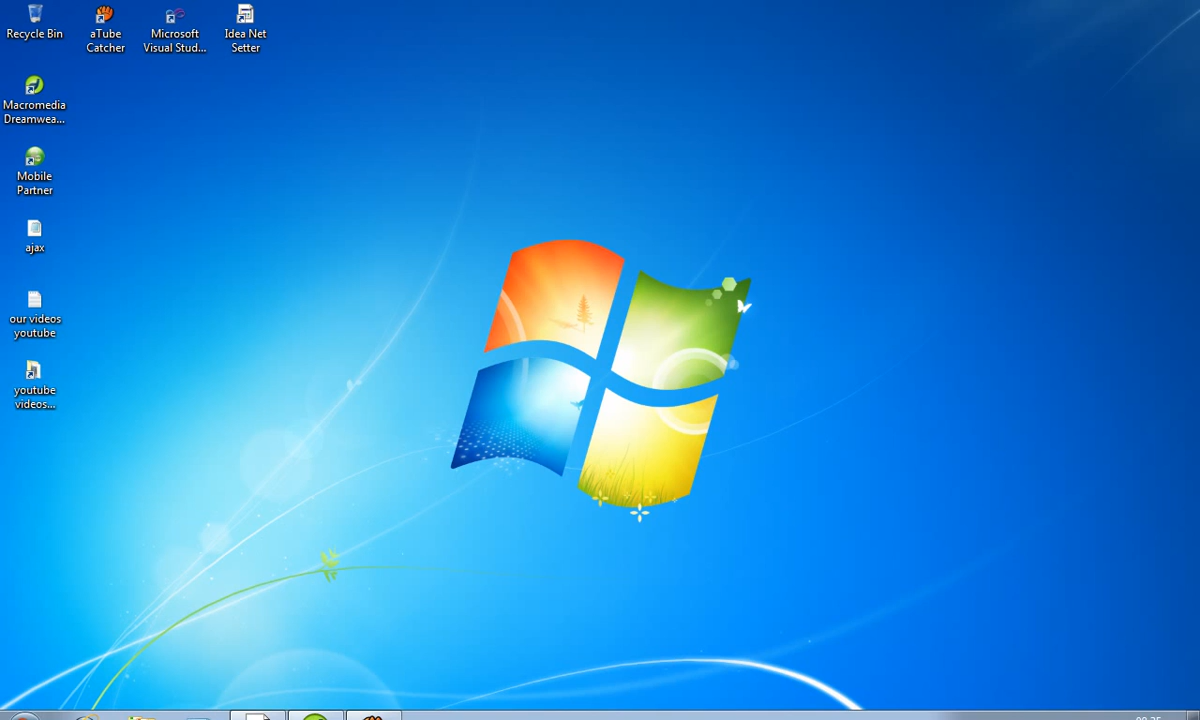 Recycle Bin
aTube
Catcher
Microsoft
Visual Stud...
Idea Net
Setter
Macromedia
Dreamwea...
Mobile
Partner
ajax
our videos
youtube
youtube
videos...